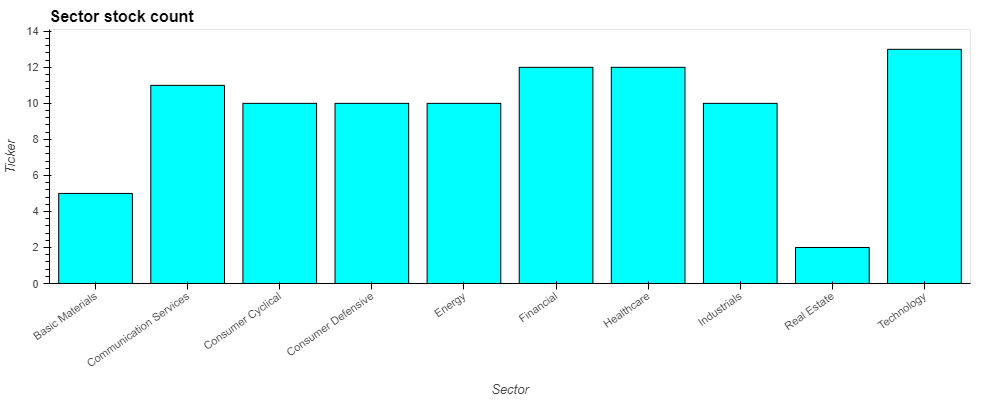 Sector stock count
Ticker
14
12
10
8
6
4
2
0
Basic Materials
Communication Services
Consumer Cyclical
Consumer Defensive
Energy
Financial
Healthcare
Industrials
Real Estate
Technology
Sector